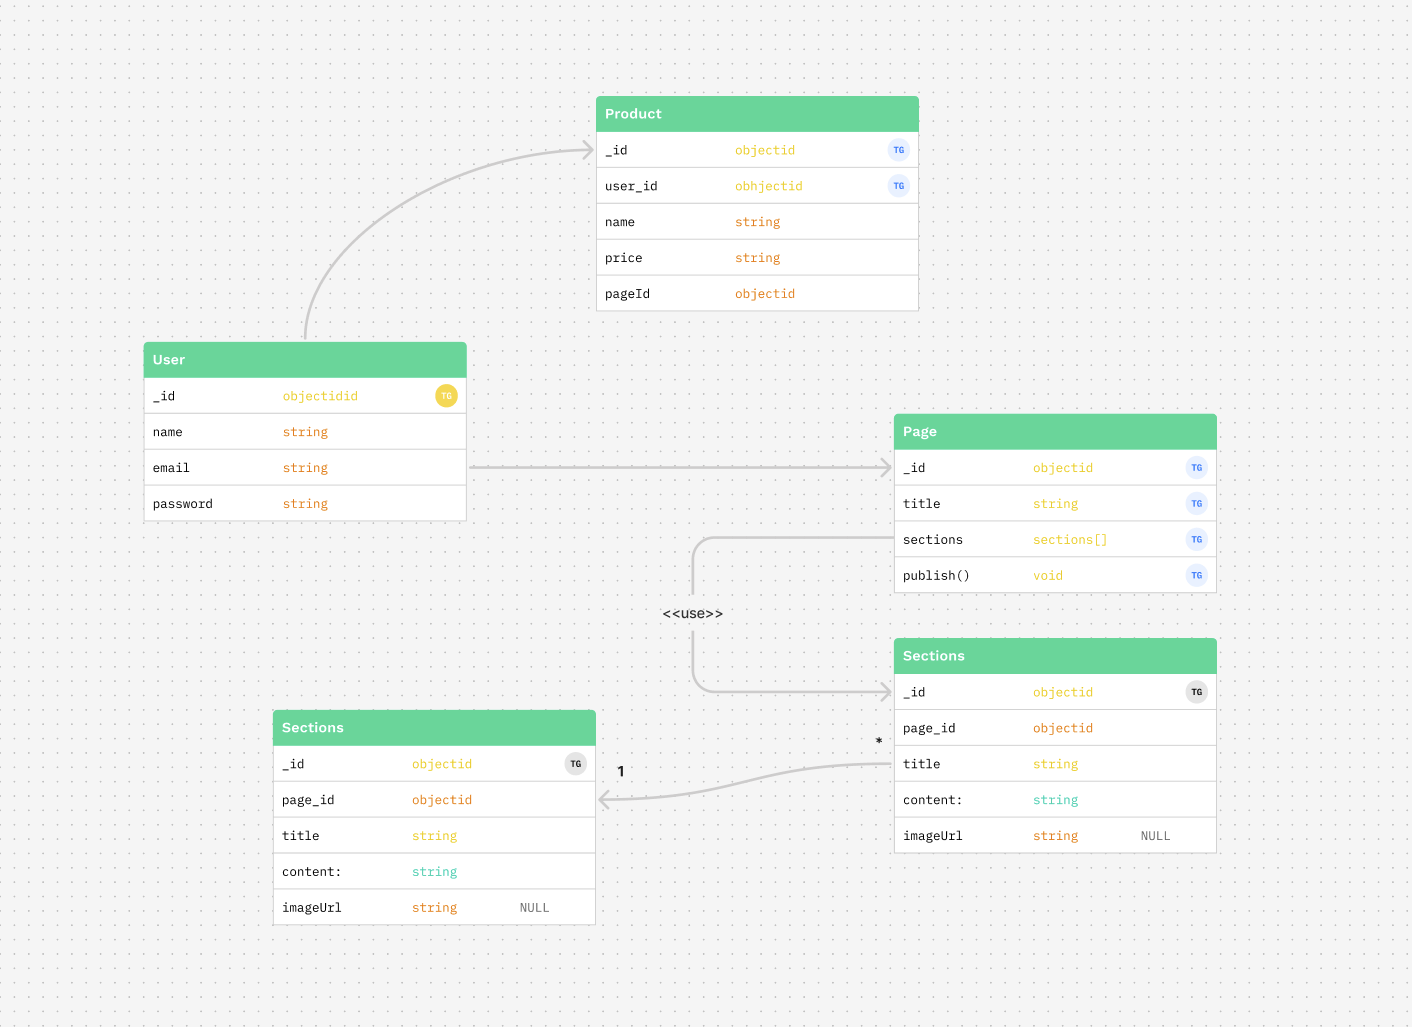 Product
_id objectid TG
user_id obhjectid TG
name string
price string
pageId objectid
User
_id objectidid TG
name string
email string
password string
Page
_id objectid TG
title string TG
sections sections[] TG
publish() void TG
<<use>>
Sections
_id objectid TG
page_id objectid
title string
content: string
imageUrl string NULL
*
1
Sections
_id objectid TG
page_id objectid
title string
content: string
imageUrl string NULL